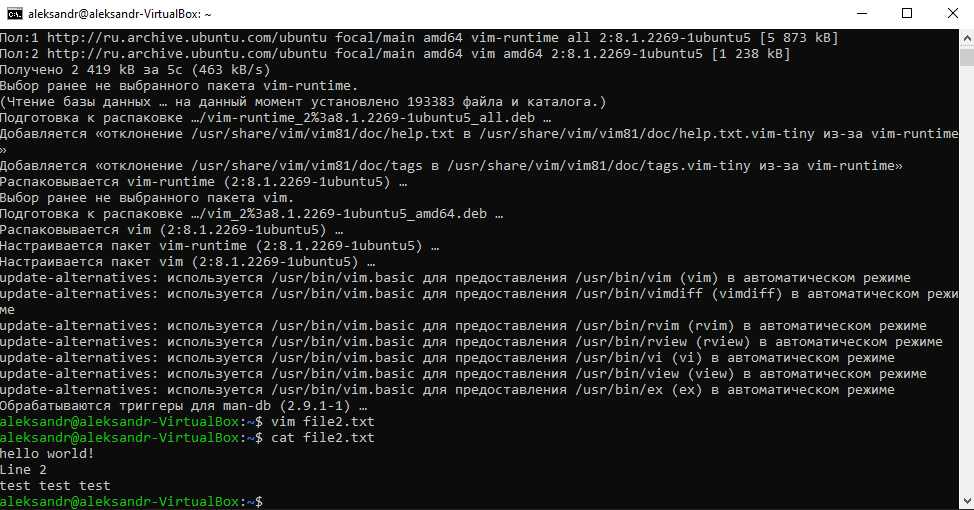 aleksandr@aleksandr-VirtualBox: ~
Пол:1 http://ru.archive.ubuntu.com/ubuntu focal/main amd64 vim-runtime all 2:8.1.2269-1ubuntu5 [5 873 kB]
Пол:2 http://ru.archive.ubuntu.com/ubuntu focal/main amd64 vim amd64 2:8.1.2269-1ubuntu5 [1 238 kB]
Получено 2 419 kB за 5с (463 kB/s)
Выбор ранее не выбранного пакета vim-runtime.
(Чтение базы данных … на данный момент установлено 193383 файла и каталога.)
Подготовка к распаковке …/vim-runtime_2%3a8.1.2269-1ubuntu5_all.deb …
Добавляется «отклонение /usr/share/vim/vim81/doc/help.txt в /usr/share/vim/vim81/doc/help.txt.vim-tiny из-за vim-runtime
»
Добавляется «отклонение /usr/share/vim/vim81/doc/tags в /usr/share/vim/vim81/doc/tags.vim-tiny из-за vim-runtime»
Распаковывается vim-runtime (2:8.1.2269-1ubuntu5) …
Выбор ранее не выбранного пакета vim.
Подготовка к распаковке …/vim_2%3a8.1.2269-1ubuntu5_amd64.deb …
Распаковывается vim (2:8.1.2269-1ubuntu5) …
Настраивается пакет vim-runtime (2:8.1.2269-1ubuntu5) …
Настраивается пакет vim (2:8.1.2269-1ubuntu5) …
update-alternatives: используется /usr/bin/vim.basic для предоставления /usr/bin/vim (vim) в автоматическом режиме
update-alternatives: используется /usr/bin/vim.basic для предоставления /usr/bin/vimdiff (vimdiff) в автоматическом режи
ме
update-alternatives: используется /usr/bin/vim.basic для предоставления /usr/bin/rvim (rvim) в автоматическом режиме
update-alternatives: используется /usr/bin/vim.basic для предоставления /usr/bin/rview (rview) в автоматическом режиме
update-alternatives: используется /usr/bin/vim.basic для предоставления /usr/bin/vi (vi) в автоматическом режиме
update-alternatives: используется /usr/bin/vim.basic для предоставления /usr/bin/view (view) в автоматическом режиме
update-alternatives: используется /usr/bin/vim.basic для предоставления /usr/bin/ex (ex) в автоматическом режиме
Обрабатываются триггеры для man-db (2.9.1-1) …
aleksandr@aleksandr-VirtualBox:~$ vim file2.txt
aleksandr@aleksandr-VirtualBox:~$ cat file2.txt
hello world!
Line 2
test test test
aleksandr@aleksandr-VirtualBox:~$